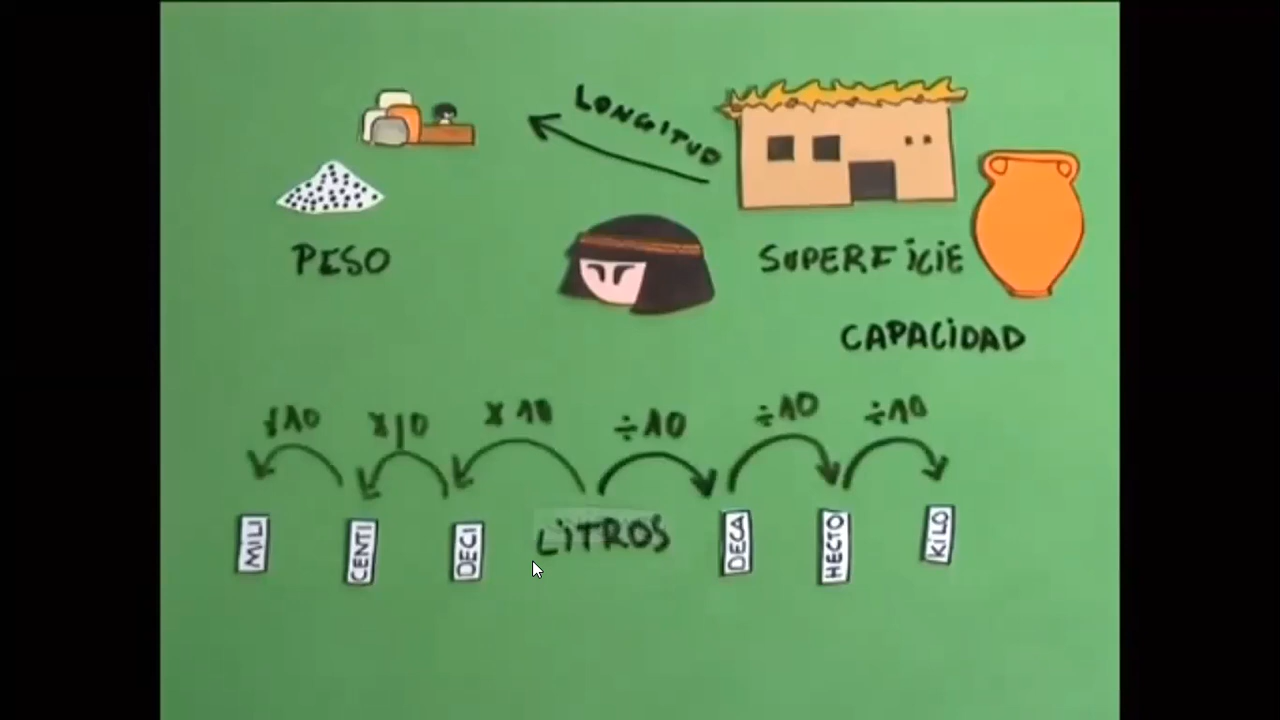 LONGITUD
PESO
SUPERFICIE
CAPACIDAD
x10 x10 x10 ÷10 ÷10 ÷10
MILI CENTI DECI LITROS DECA HECTO KILO